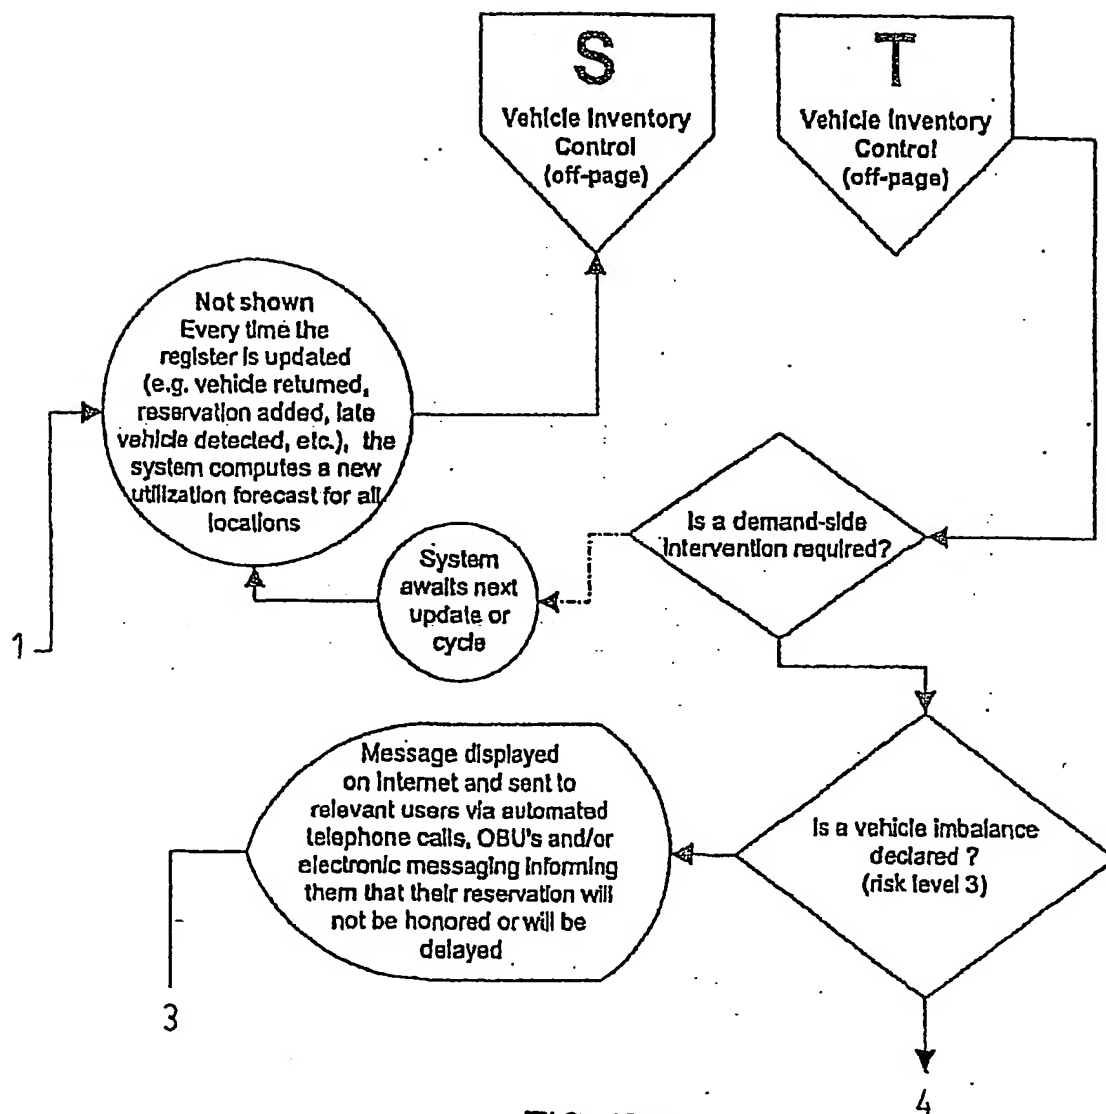 S
Vehicle Inventory
Control
(off-page)
T
Vehicle Inventory
Control
(off-page)
Not shown
Every time the
register is updated
(e.g. vehicle returned,
reservation added, late
vehicle detected, etc.), the
system computes a new
utilization forecast for all
locations
Is a demand-side
intervention required?
System
awaits next
update or
cycle
1
Message displayed
on Internet and sent to
relevant users via automated
telephone calls, OBU's and/or
electronic messaging informing
them that their reservation will
not be honored or will be
delayed
Is a vehicle imbalance
declared ?
(risk level 3)
3
4